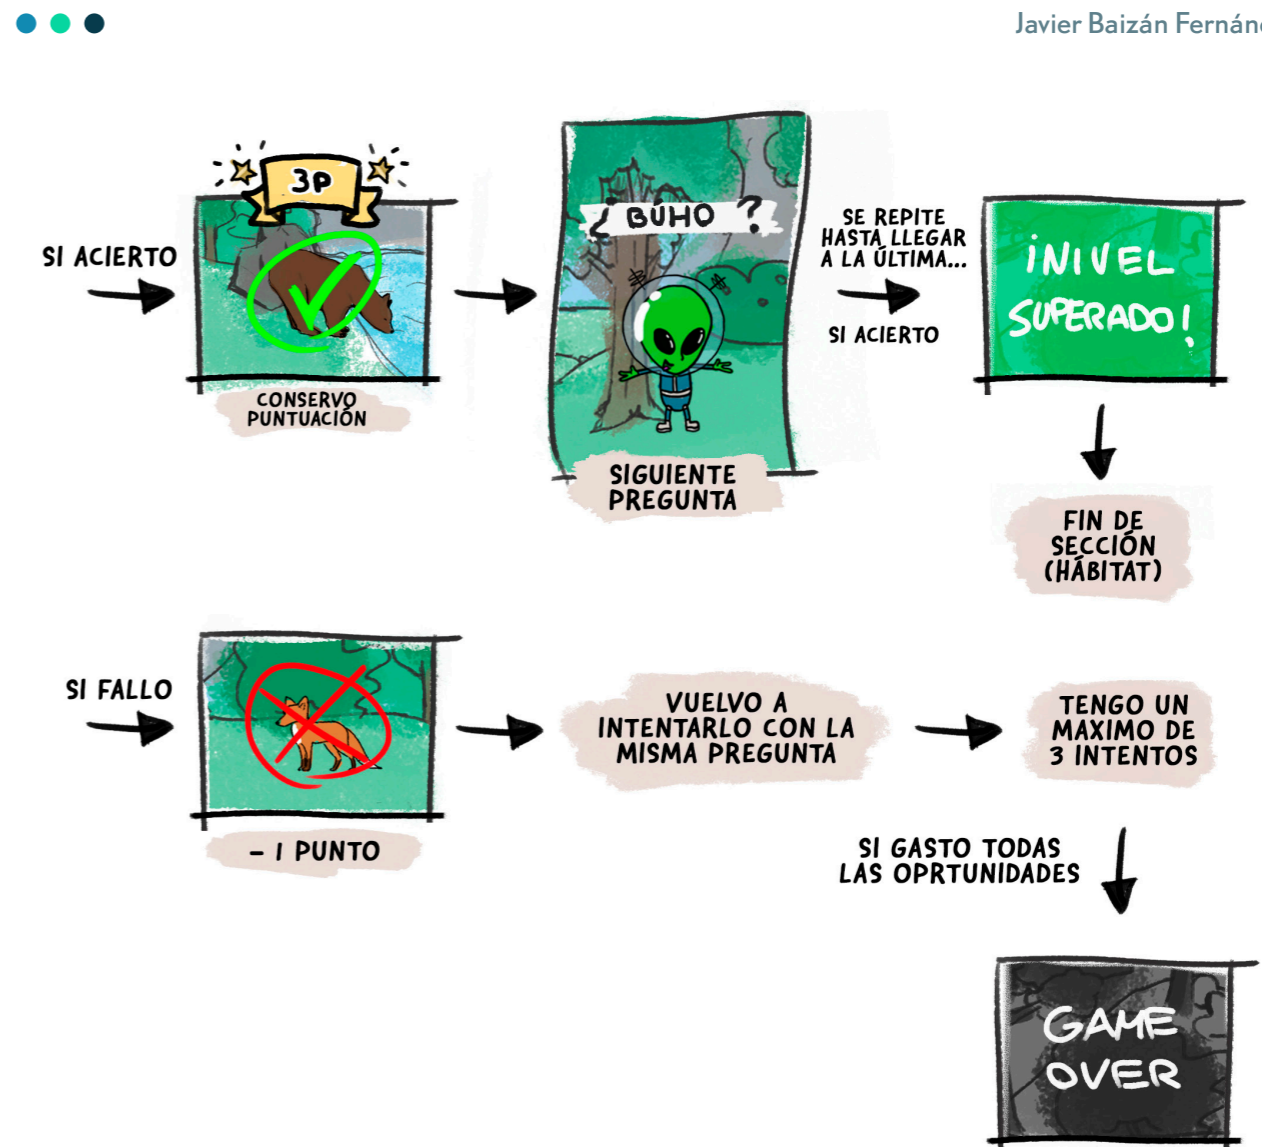 Javier Baizán
SI ACIERTO
3P
CONSERVO
PUNTUACIÓN
¿ BÚHO ?
SIGUIENTE
PREGUNTA
SE REPITE
HASTA LLEGAR
A LA ÚLTIMA...
SI ACIERTO
¡NIVEL
SUPERADO!
FIN DE
SECCIÓN
(HÁBITAT)
SI FALLO
- 1 PUNTO
VUELVO A
INTENTARLO CON LA
MISMA PREGUNTA
TENGO UN
MAXIMO DE
3 INTENTOS
SI GASTO TODAS
LAS OPRTUNIDADES
GAME
OVER